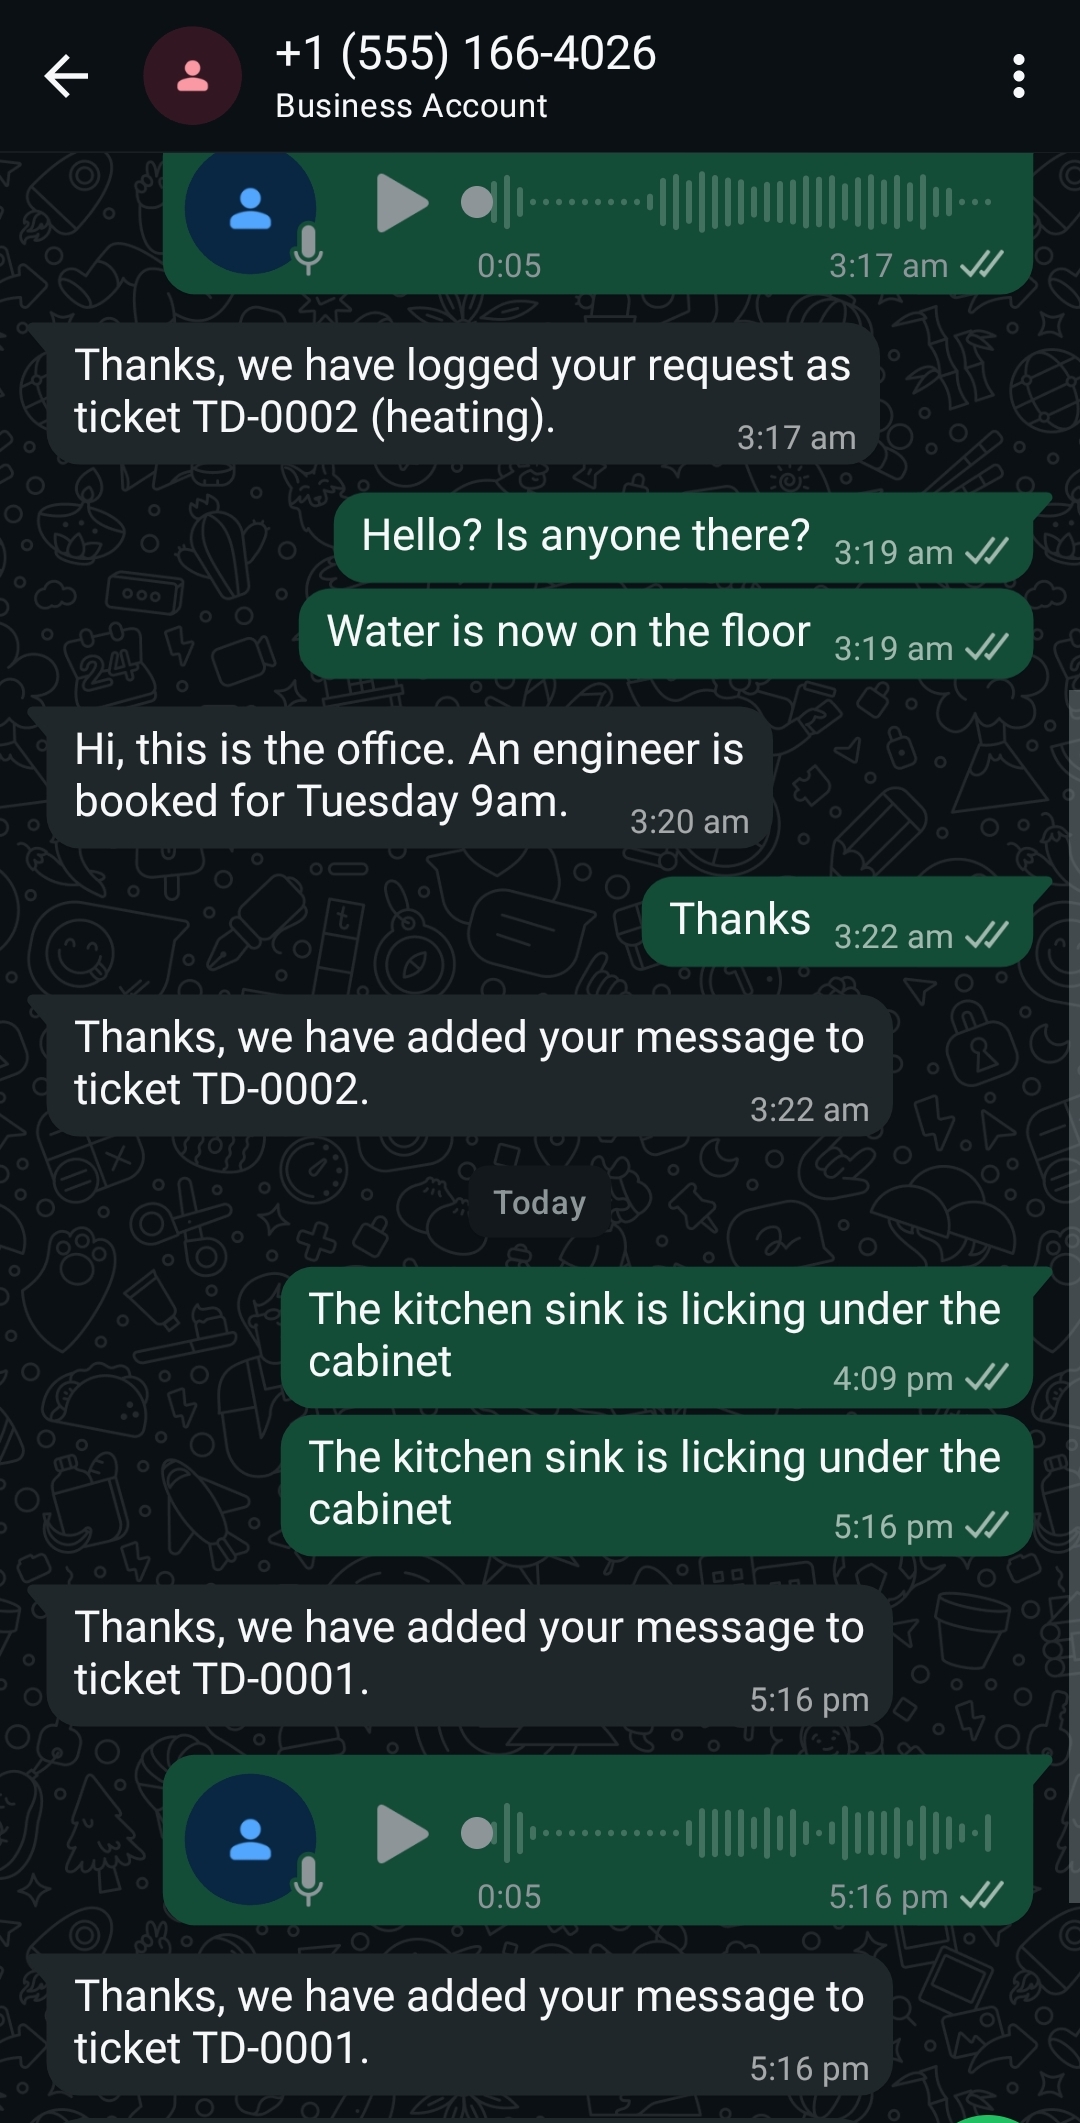 +1 (555) 166-4026
Business Account
0:05
3:17 am
Thanks, we have logged your request as
ticket TD-0002 (heating).
3:17 am
Hello? Is anyone there?
3:19 am
Water is now on the floor
3:19 am
Hi, this is the office. An engineer is
booked for Tuesday 9am.
3:20 am
Thanks
3:22 am
Thanks, we have added your message to
ticket TD-0002.
3:22 am
Today
The kitchen sink is licking under the
cabinet
4:09 pm
The kitchen sink is licking under the
cabinet
5:16 pm
Thanks, we have added your message to
ticket TD-0001.
5:16 pm
0:05
5:16 pm
Thanks, we have added your message to
ticket TD-0001.
5:16 pm